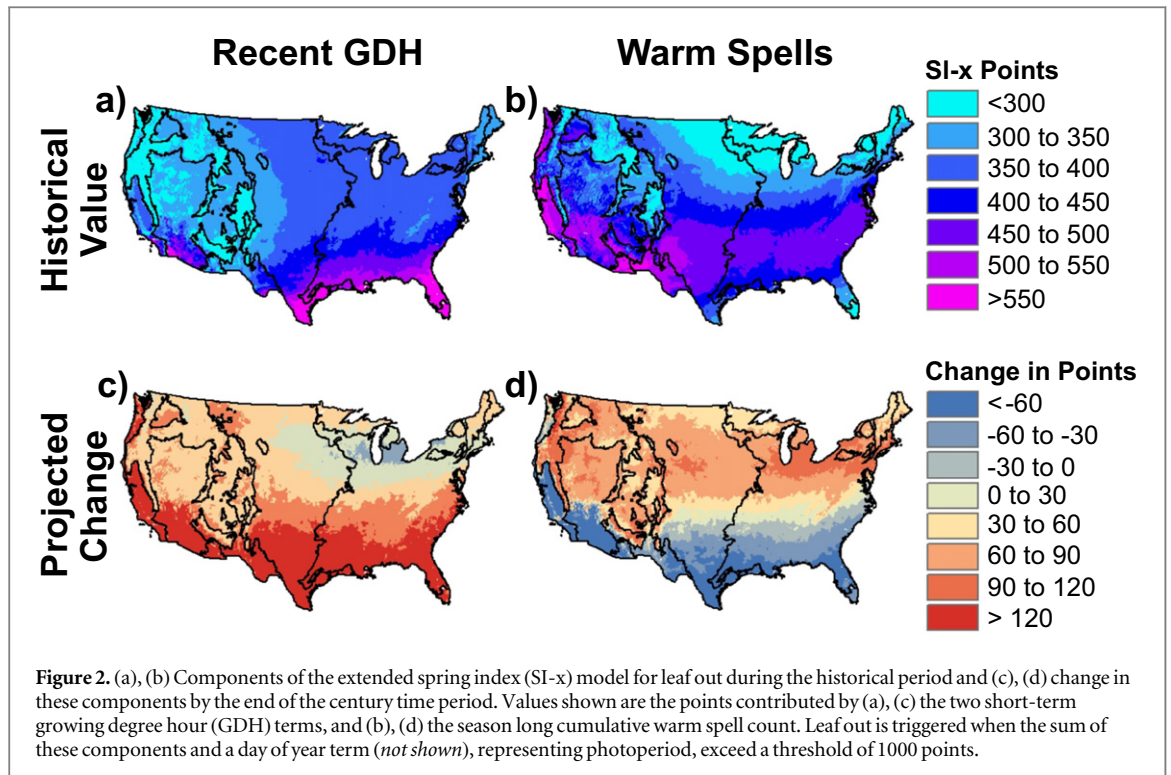 Recent GDH
Warm Spells
a)
b)
Historical
Value
SI-x Points
<300
300 to 350
350 to 400
400 to 450
450 to 500
500 to 550
>550
c)
d)
Projected
Change
Change in Points
<-60
-60 to -30
-30 to 0
0 to 30
30 to 60
60 to 90
90 to 120
> 120
Figure 2. (a), (b) Components of the extended spring index (SI-x) model for leaf out during the historical period and (c), (d) change in
these components by the end of the century time period. Values shown are the points contributed by (a), (c) the two short-term
growing degree hour (GDH) terms, and (b), (d) the season long cumulative warm spell count. Leaf out is triggered when the sum of
these components and a day of year term (not shown), representing photoperiod, exceed a threshold of 1000 points.